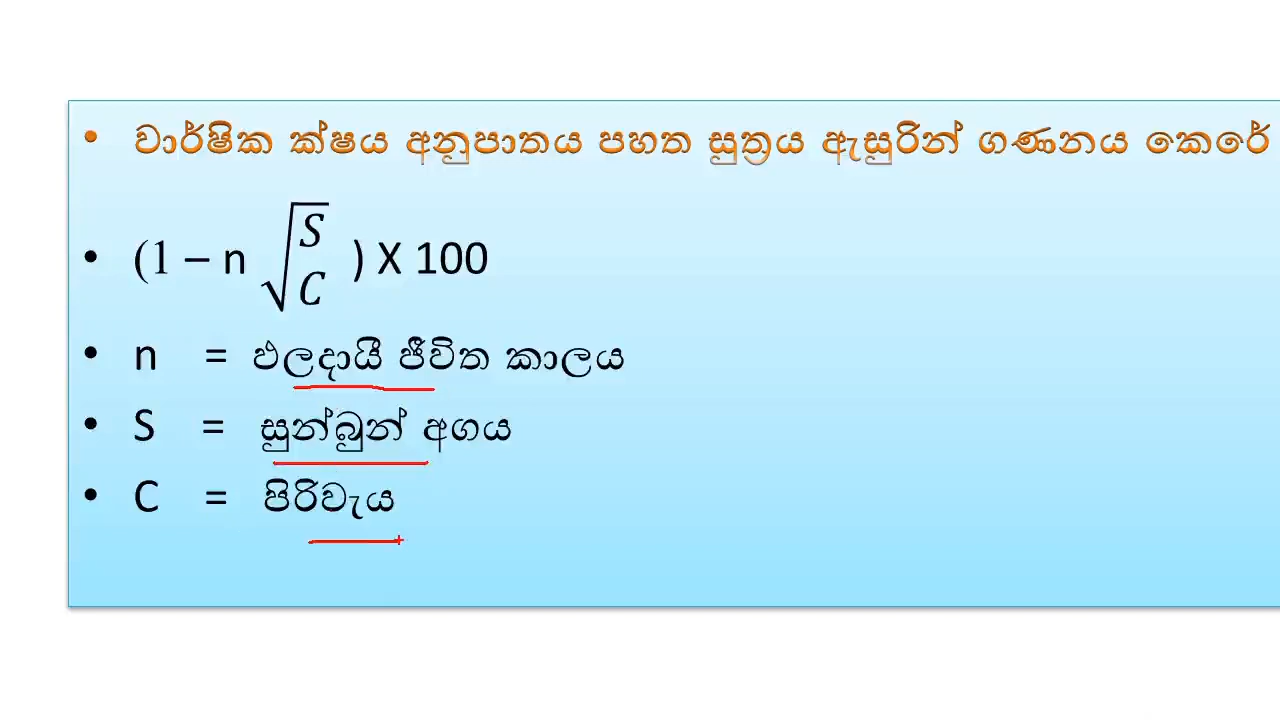 • වාර්ෂික ක්ෂය අනුපාතය පහත සුත්‍රය ඇසුරින් ගණනය කෙරේ
• (1 – n √S/C ) X 100
• n = ඵලදායී ජීවිත කාලය
• S = සුන්බුන් අගය
• C = පිරිවැය